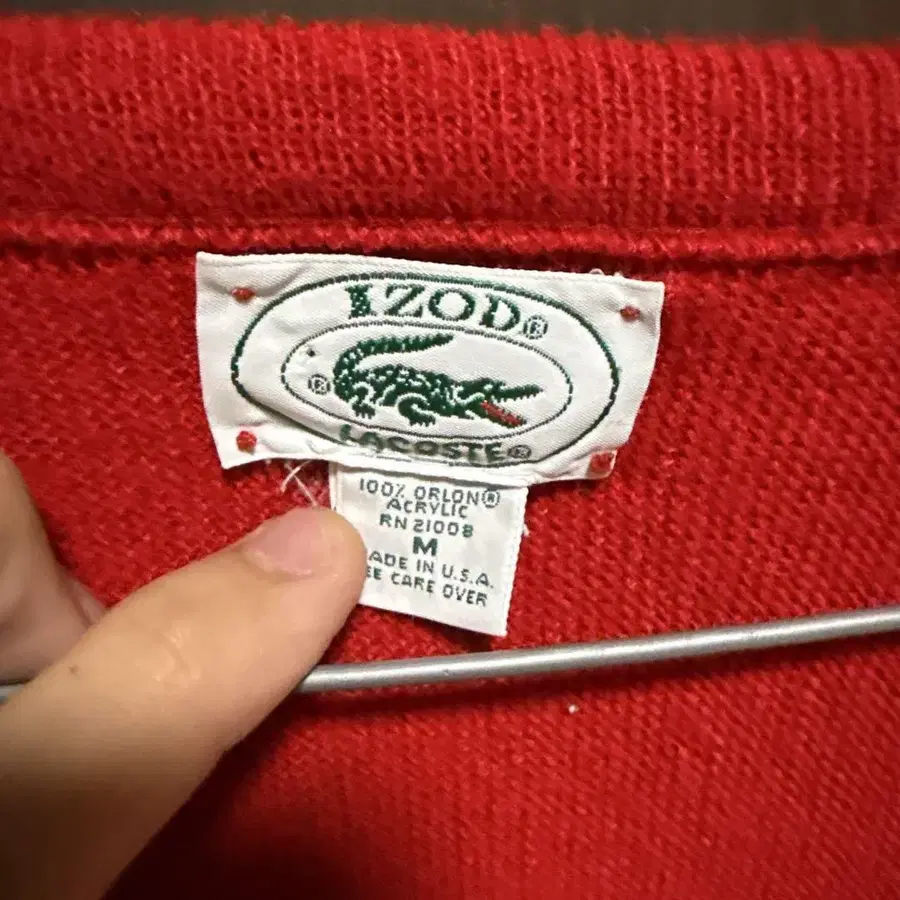 IZOD®
®
LACOSTE®
100% ORLON®
ACRYLIC
RN 21008
M
ADE IN U.S.A.
EE CARE OVER